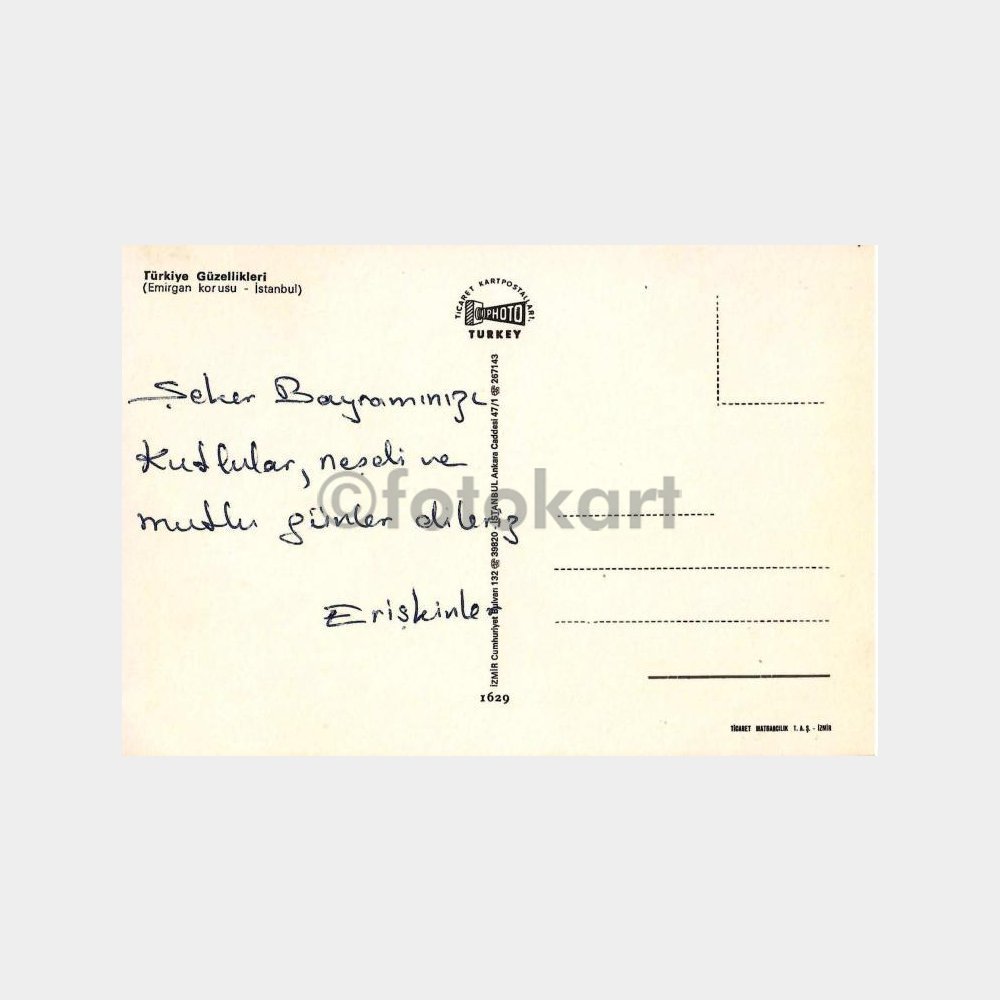 Türkiye Güzellikleri
(Emirgan korusu - İstanbul)
TİCARET KARTPOSTALLARI.
PHOTO
TURKEY
Şeker Bayramınızı
Kutlular, neşeli ve
mutlu günler dileriz
Erişkinler
İZMİR Cumhuriyet Bulvarı 132 ☎ 39820 - İSTANBUL Ankara Caddesi 47/1 ☎ 267143
1629
©fotokart
TİCARET MATBAACILIK T. A. Ş. - İZMİR